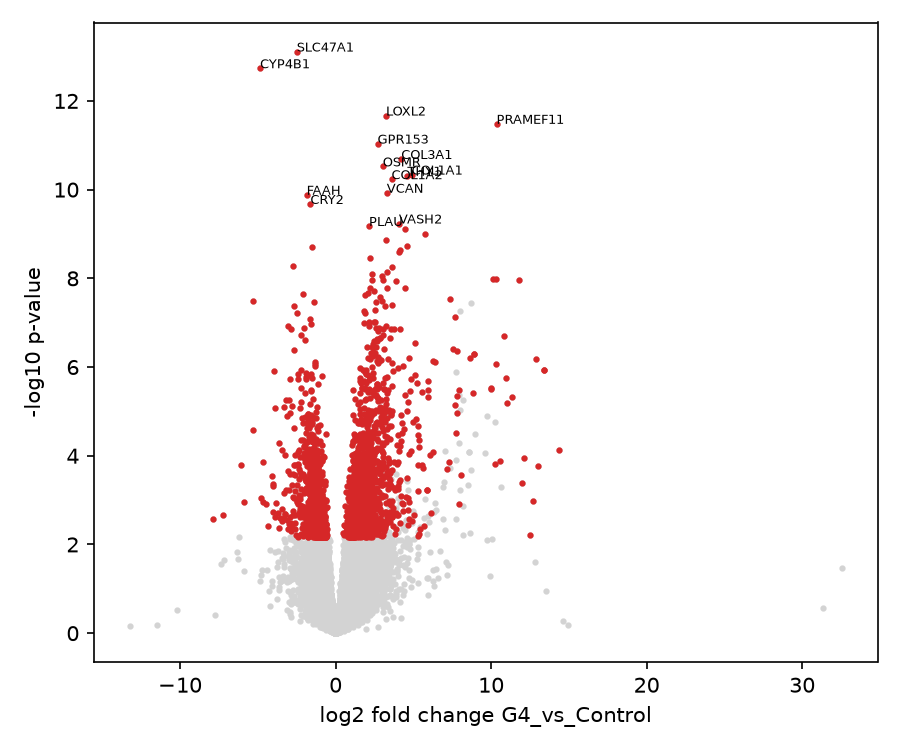 SLC47A1
CYP4B1
LOXL2
PRAMEF11
GPR153
COL3A1
OSMR
COL1A1
COL1A2
VCAN
FAAH
CRY2
PLAU
VASH2
12
10
8
6
4
2
0
−10
0
10
20
30
-log10 p-value
log2 fold change G4_vs_Control